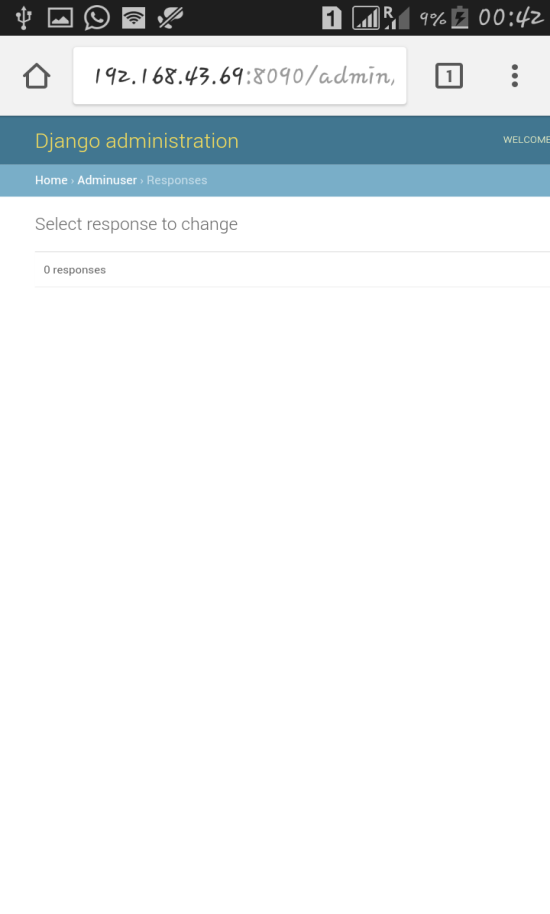 1 R 9% 00:42
192.168.43.69:8090/admin,
1
Django administration
WELCOME
Home › Adminuser › Responses
Select response to change
0 responses